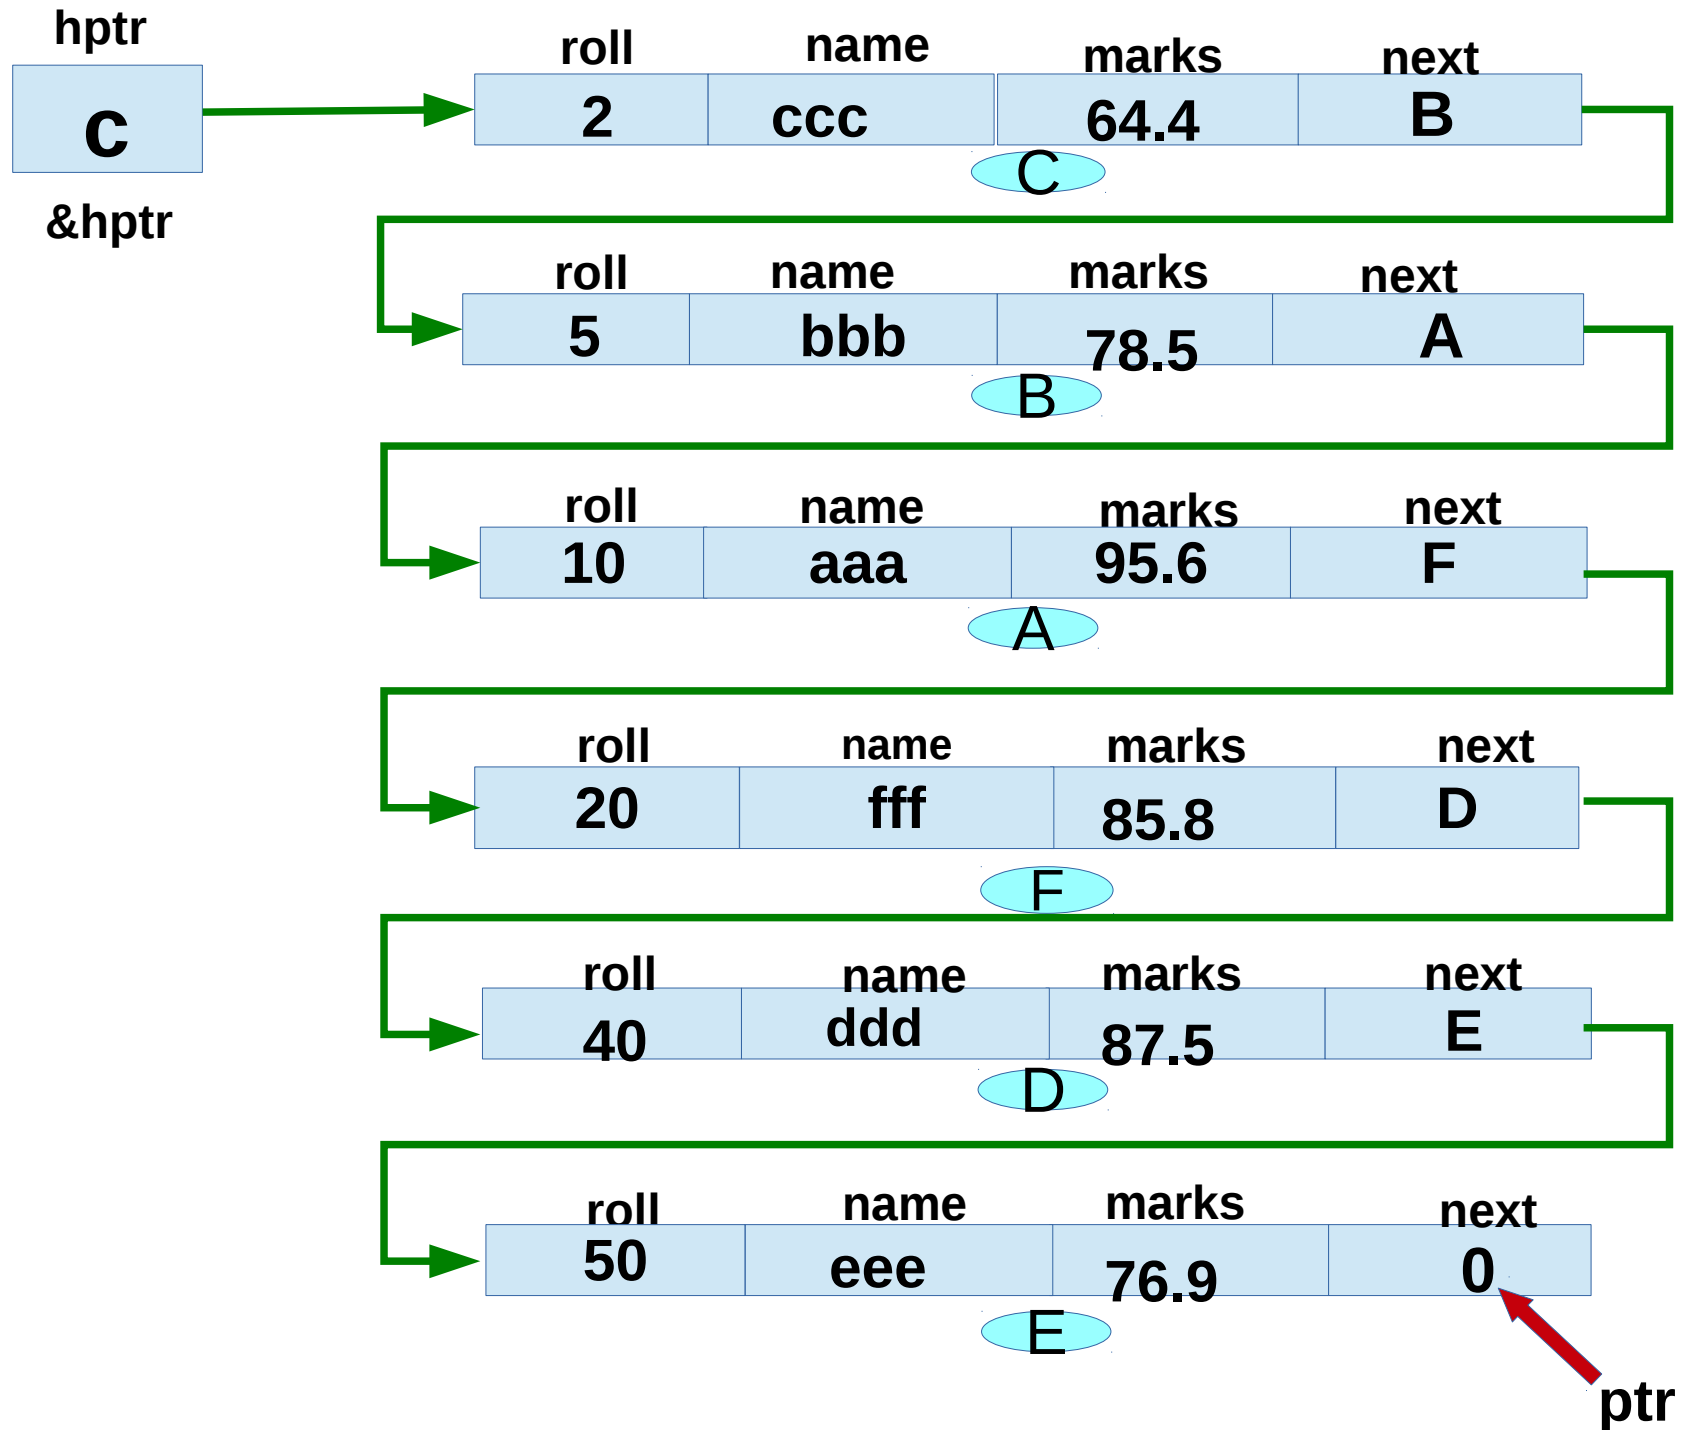 hptr
c
&hptr
roll name marks next
2 ccc 64.4 B
C
roll name marks next
5 bbb 78.5 A
B
roll name marks next
10 aaa 95.6 F
A
roll name marks next
20 fff 85.8 D
F
roll name marks next
40 ddd 87.5 E
D
roll name marks next
50 eee 76.9 0
E
ptr